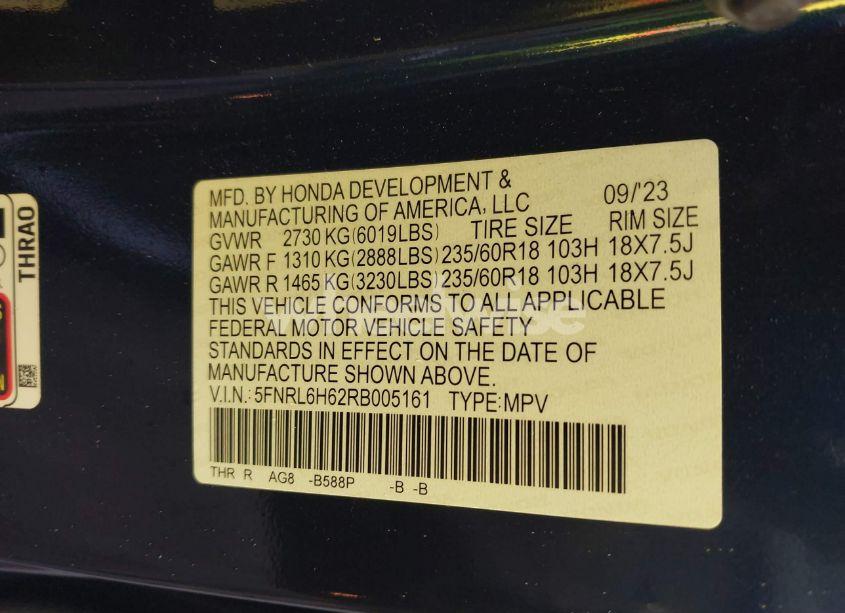 MFD. BY HONDA DEVELOPMENT &
MANUFACTURING OF AMERICA, LLC 09/'23
GVWR 2730 KG(6019LBS) TIRE SIZE RIM SIZE
GAWR F 1310 KG(2888LBS) 235/60R18 103H 18X7.5J
GAWR R 1465 KG(3230LBS) 235/60R18 103H 18X7.5J
THIS VEHICLE CONFORMS TO ALL APPLICABLE
FEDERAL MOTOR VEHICLE SAFETY
STANDARDS IN EFFECT ON THE DATE OF
MANUFACTURE SHOWN ABOVE.
V.I.N.: 5FNRL6H62RB005161 TYPE:MPV
THR R AG8 -B588P -B -B
THRAO